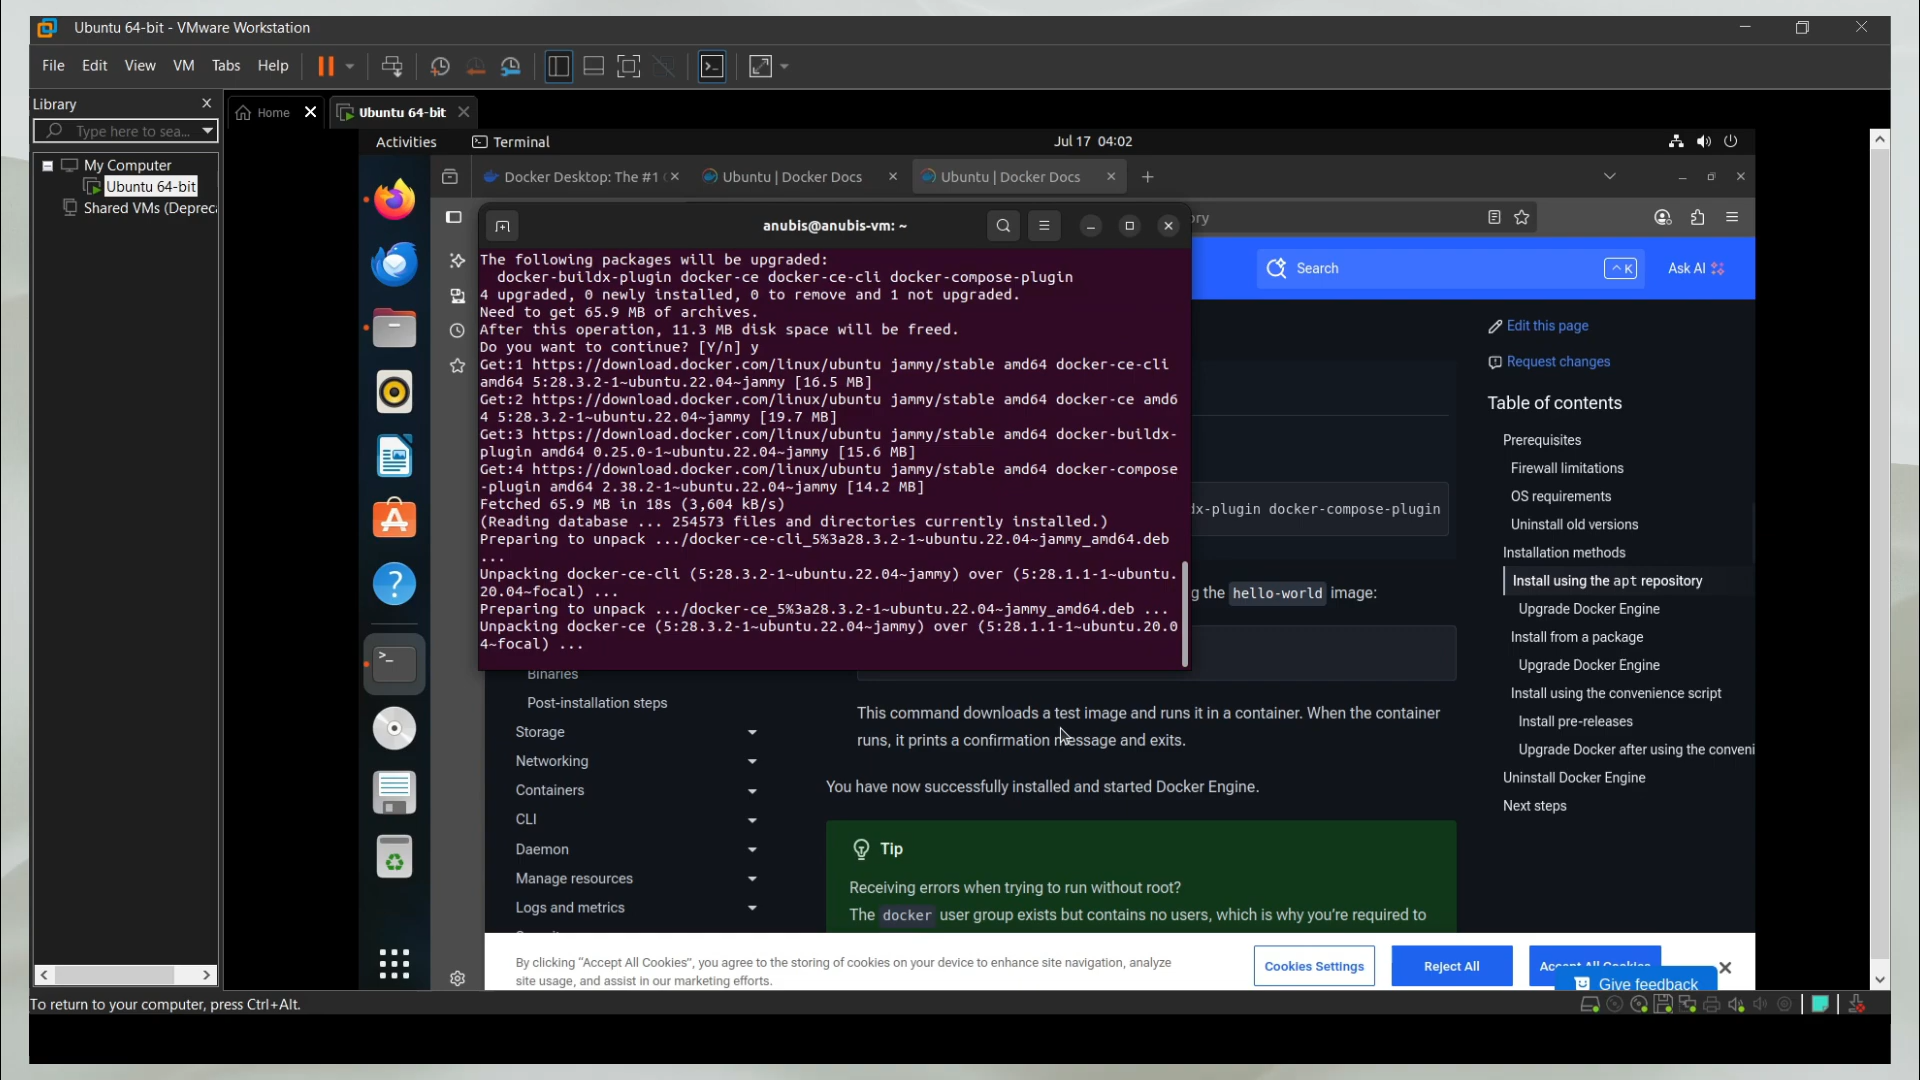 Ubuntu 64-bit - VMware Workstation
File Edit View VM Tabs Help
Library
Home
Ubuntu 64-bit
Type here to sea...
My Computer
Ubuntu 64-bit
Shared VMs (Depreca
Activities
Terminal
Jul 17 04:02
Docker Desktop: The #1
Ubuntu | Docker Docs
Ubuntu | Docker Docs
anubis@anubis-vm: ~
ry
The following packages will be upgraded:
docker-buildx-plugin docker-ce docker-ce-cli docker-compose-plugin
4 upgraded, 0 newly installed, 0 to remove and 1 not upgraded.
Need to get 65.9 MB of archives.
After this operation, 11.3 MB disk space will be freed.
Do you want to continue? [Y/n] y
Get:1 https://download.docker.com/linux/ubuntu jammy/stable amd64 docker-ce-cli
amd64 5:28.3.2-1~ubuntu.22.04~jammy [16.5 MB]
Get:2 https://download.docker.com/linux/ubuntu jammy/stable amd64 docker-ce amd6
4 5:28.3.2-1~ubuntu.22.04~jammy [19.7 MB]
Get:3 https://download.docker.com/linux/ubuntu jammy/stable amd64 docker-buildx-
plugin amd64 0.25.0-1~ubuntu.22.04~jammy [15.6 MB]
Get:4 https://download.docker.com/linux/ubuntu jammy/stable amd64 docker-compose
-plugin amd64 2.38.2-1~ubuntu.22.04~jammy [14.2 MB]
Fetched 65.9 MB in 18s (3,604 kB/s)
(Reading database ... 254573 files and directories currently installed.)
Preparing to unpack .../docker-ce-cli_5%3a28.3.2-1~ubuntu.22.04~jammy_amd64.deb
...
Unpacking docker-ce-cli (5:28.3.2-1~ubuntu.22.04~jammy) over (5:28.1.1-1~ubuntu.
20.04~focal) ...
Preparing to unpack .../docker-ce_5%3a28.3.2-1~ubuntu.22.04~jammy_amd64.deb ...
Unpacking docker-ce (5:28.3.2-1~ubuntu.22.04~jammy) over (5:28.1.1-1~ubuntu.20.0
4~focal) ...
Search
^ K
Ask AI
dx-plugin docker-compose-plugin
g the hello-world image:
This command downloads a test image and runs it in a container. When the container
runs, it prints a confirmation message and exits.
You have now successfully installed and started Docker Engine.
Tip
Receiving errors when trying to run without root?
The docker user group exists but contains no users, which is why you're required to
Binaries
Post-installation steps
Storage
Networking
Containers
CLI
Daemon
Manage resources
Logs and metrics
Edit this page
Request changes
Table of contents
Prerequisites
Firewall limitations
OS requirements
Uninstall old versions
Installation methods
Install using the apt repository
Upgrade Docker Engine
Install from a package
Upgrade Docker Engine
Install using the convenience script
Install pre-releases
Upgrade Docker after using the conveni
Uninstall Docker Engine
Next steps
By clicking "Accept All Cookies", you agree to the storing of cookies on your device to enhance site navigation, analyze
site usage, and assist in our marketing efforts.
Cookies Settings
Reject All
Accept All Cookies
Give feedback
To return to your computer, press Ctrl+Alt.